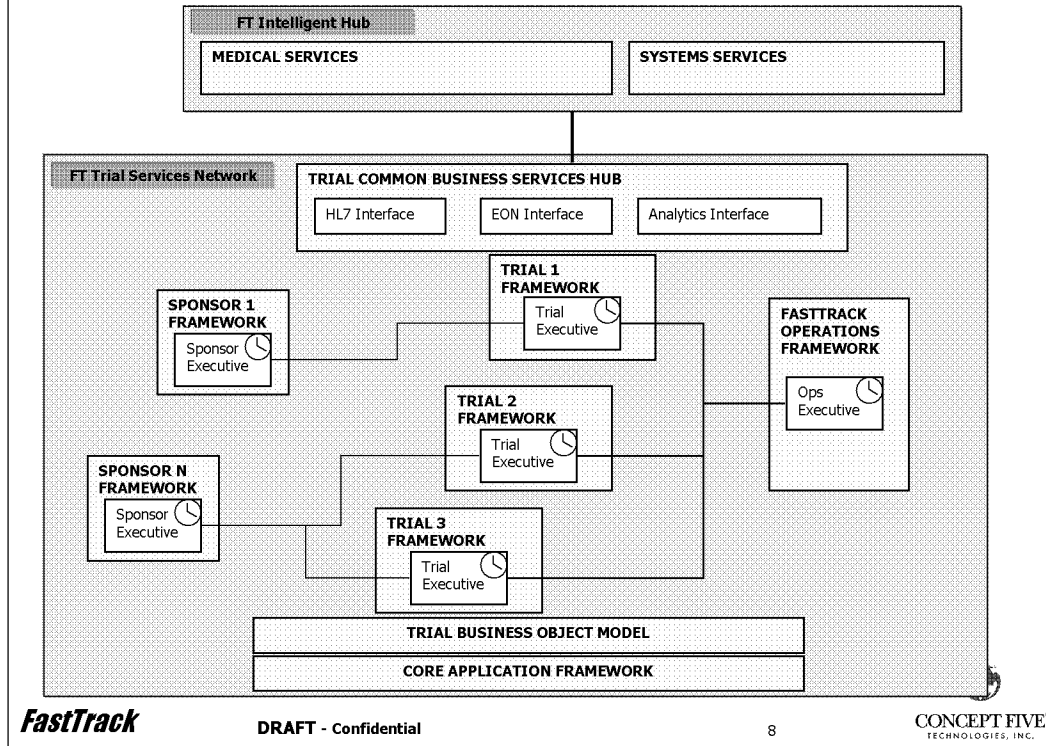 FT Intelligent Hub
MEDICAL SERVICES
SYSTEMS SERVICES
FT Trial Services Network
TRIAL COMMON BUSINESS SERVICES HUB
HL7 Interface
EON Interface
Analytics Interface
TRIAL 1
FRAMEWORK
Trial
Executive
SPONSOR 1
FRAMEWORK
Sponsor
Executive
FASTTRACK
OPERATIONS
FRAMEWORK
Ops
Executive
TRIAL 2
FRAMEWORK
Trial
Executive
SPONSOR N
FRAMEWORK
Sponsor
Executive
TRIAL 3
FRAMEWORK
Trial
Executive
TRIAL BUSINESS OBJECT MODEL
CORE APPLICATION FRAMEWORK
FastTrack
DRAFT - Confidential
8
CONCEPT FIVE
TECHNOLOGIES, INC.